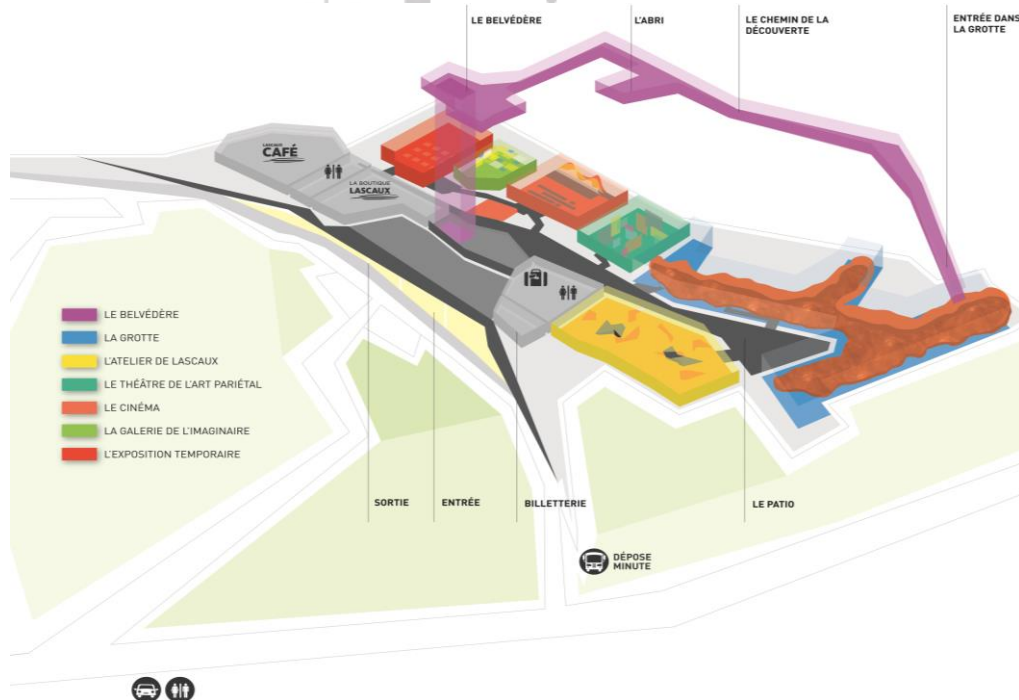 LE BELVÉDÈRE
L'ABRI
LE CHEMIN DE LA
DÉCOUVERTE
ENTRÉE DANS
LA GROTTE
LASCAUX
CAFÉ
LA BOUTIQUE
LASCAUX
LE BELVÉDÈRE
LA GROTTE
L'ATELIER DE LASCAUX
LE THÉÂTRE DE L'ART PARIÉTAL
LE CINÉMA
LA GALERIE DE L'IMAGINAIRE
L'EXPOSITION TEMPORAIRE
SORTIE
ENTRÉE
BILLETTERIE
LE PATIO
DÉPOSE
MINUTE